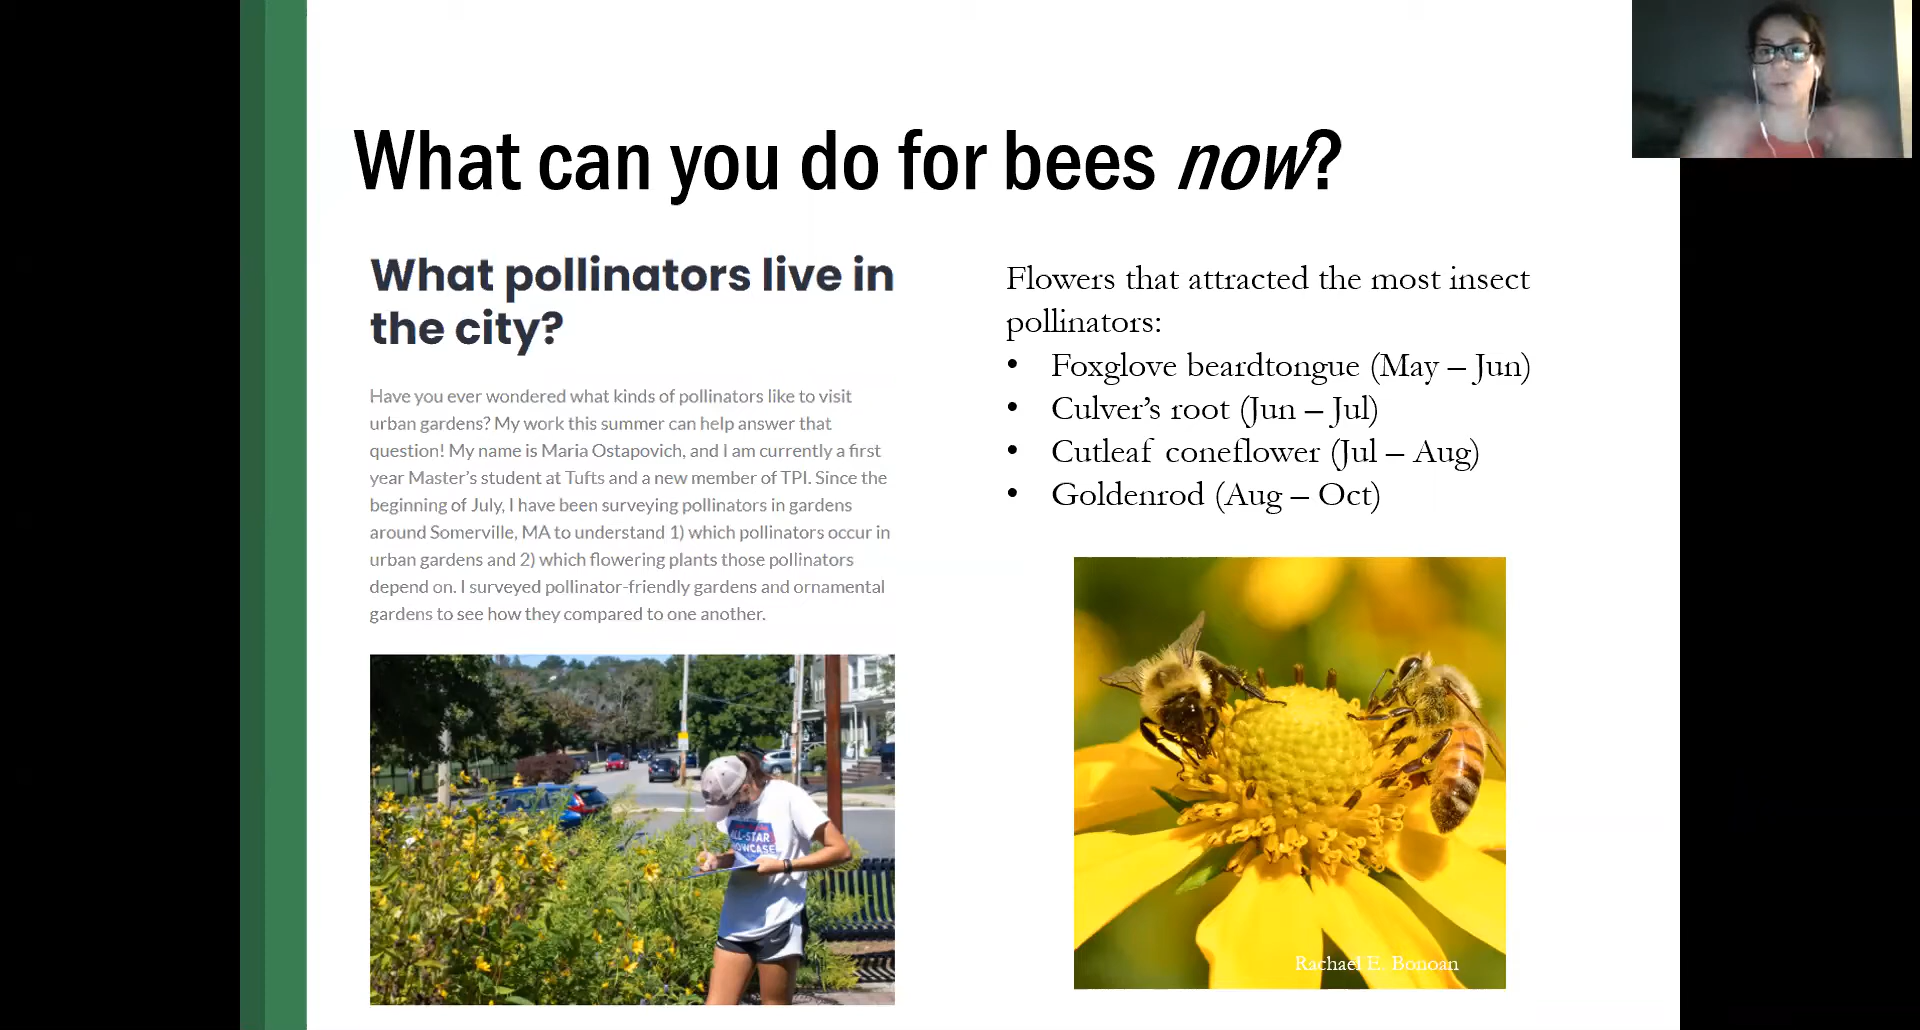 What can you do for bees now?
What pollinators live in
the city?
Have you ever wondered what kinds of pollinators like to visit
urban gardens? My work this summer can help answer that
question! My name is Maria Ostapovich, and I am currently a first
year Master's student at Tufts and a new member of TPI. Since the
beginning of July, I have been surveying pollinators in gardens
around Somerville, MA to understand 1) which pollinators occur in
urban gardens and 2) which flowering plants those pollinators
depend on. I surveyed pollinator-friendly gardens and ornamental
gardens to see how they compared to one another.
ALL-STAR
Flowers that attracted the most insect
pollinators:
• Foxglove beardtongue (May – Jun)
• Culver’s root (Jun – Jul)
• Cutleaf coneflower (Jul – Aug)
• Goldenrod (Aug – Oct)
Rachael E. Bonoan